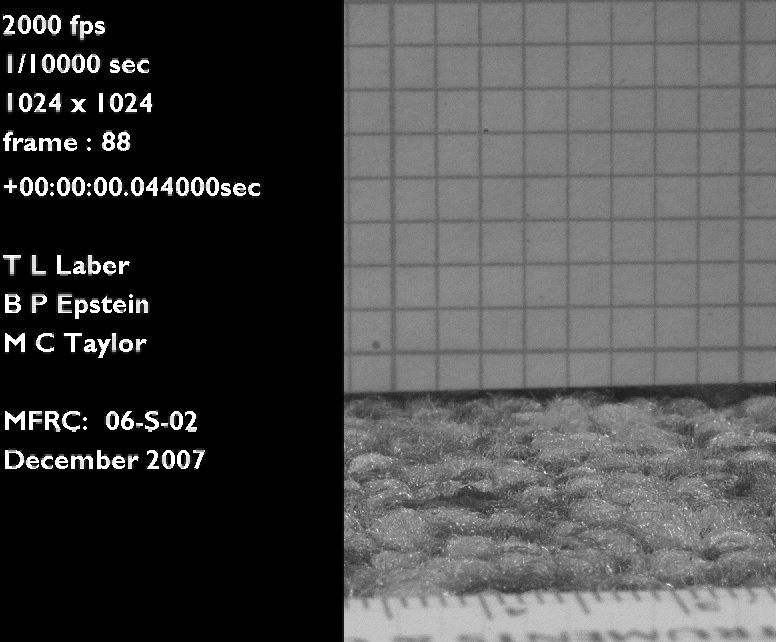 2000 fps
1/10000 sec
1024 x 1024
frame : 88
+00:00:00.044000sec
T L Laber
B P Epstein
M C Taylor
MFRC: 06-S-02
December 2007